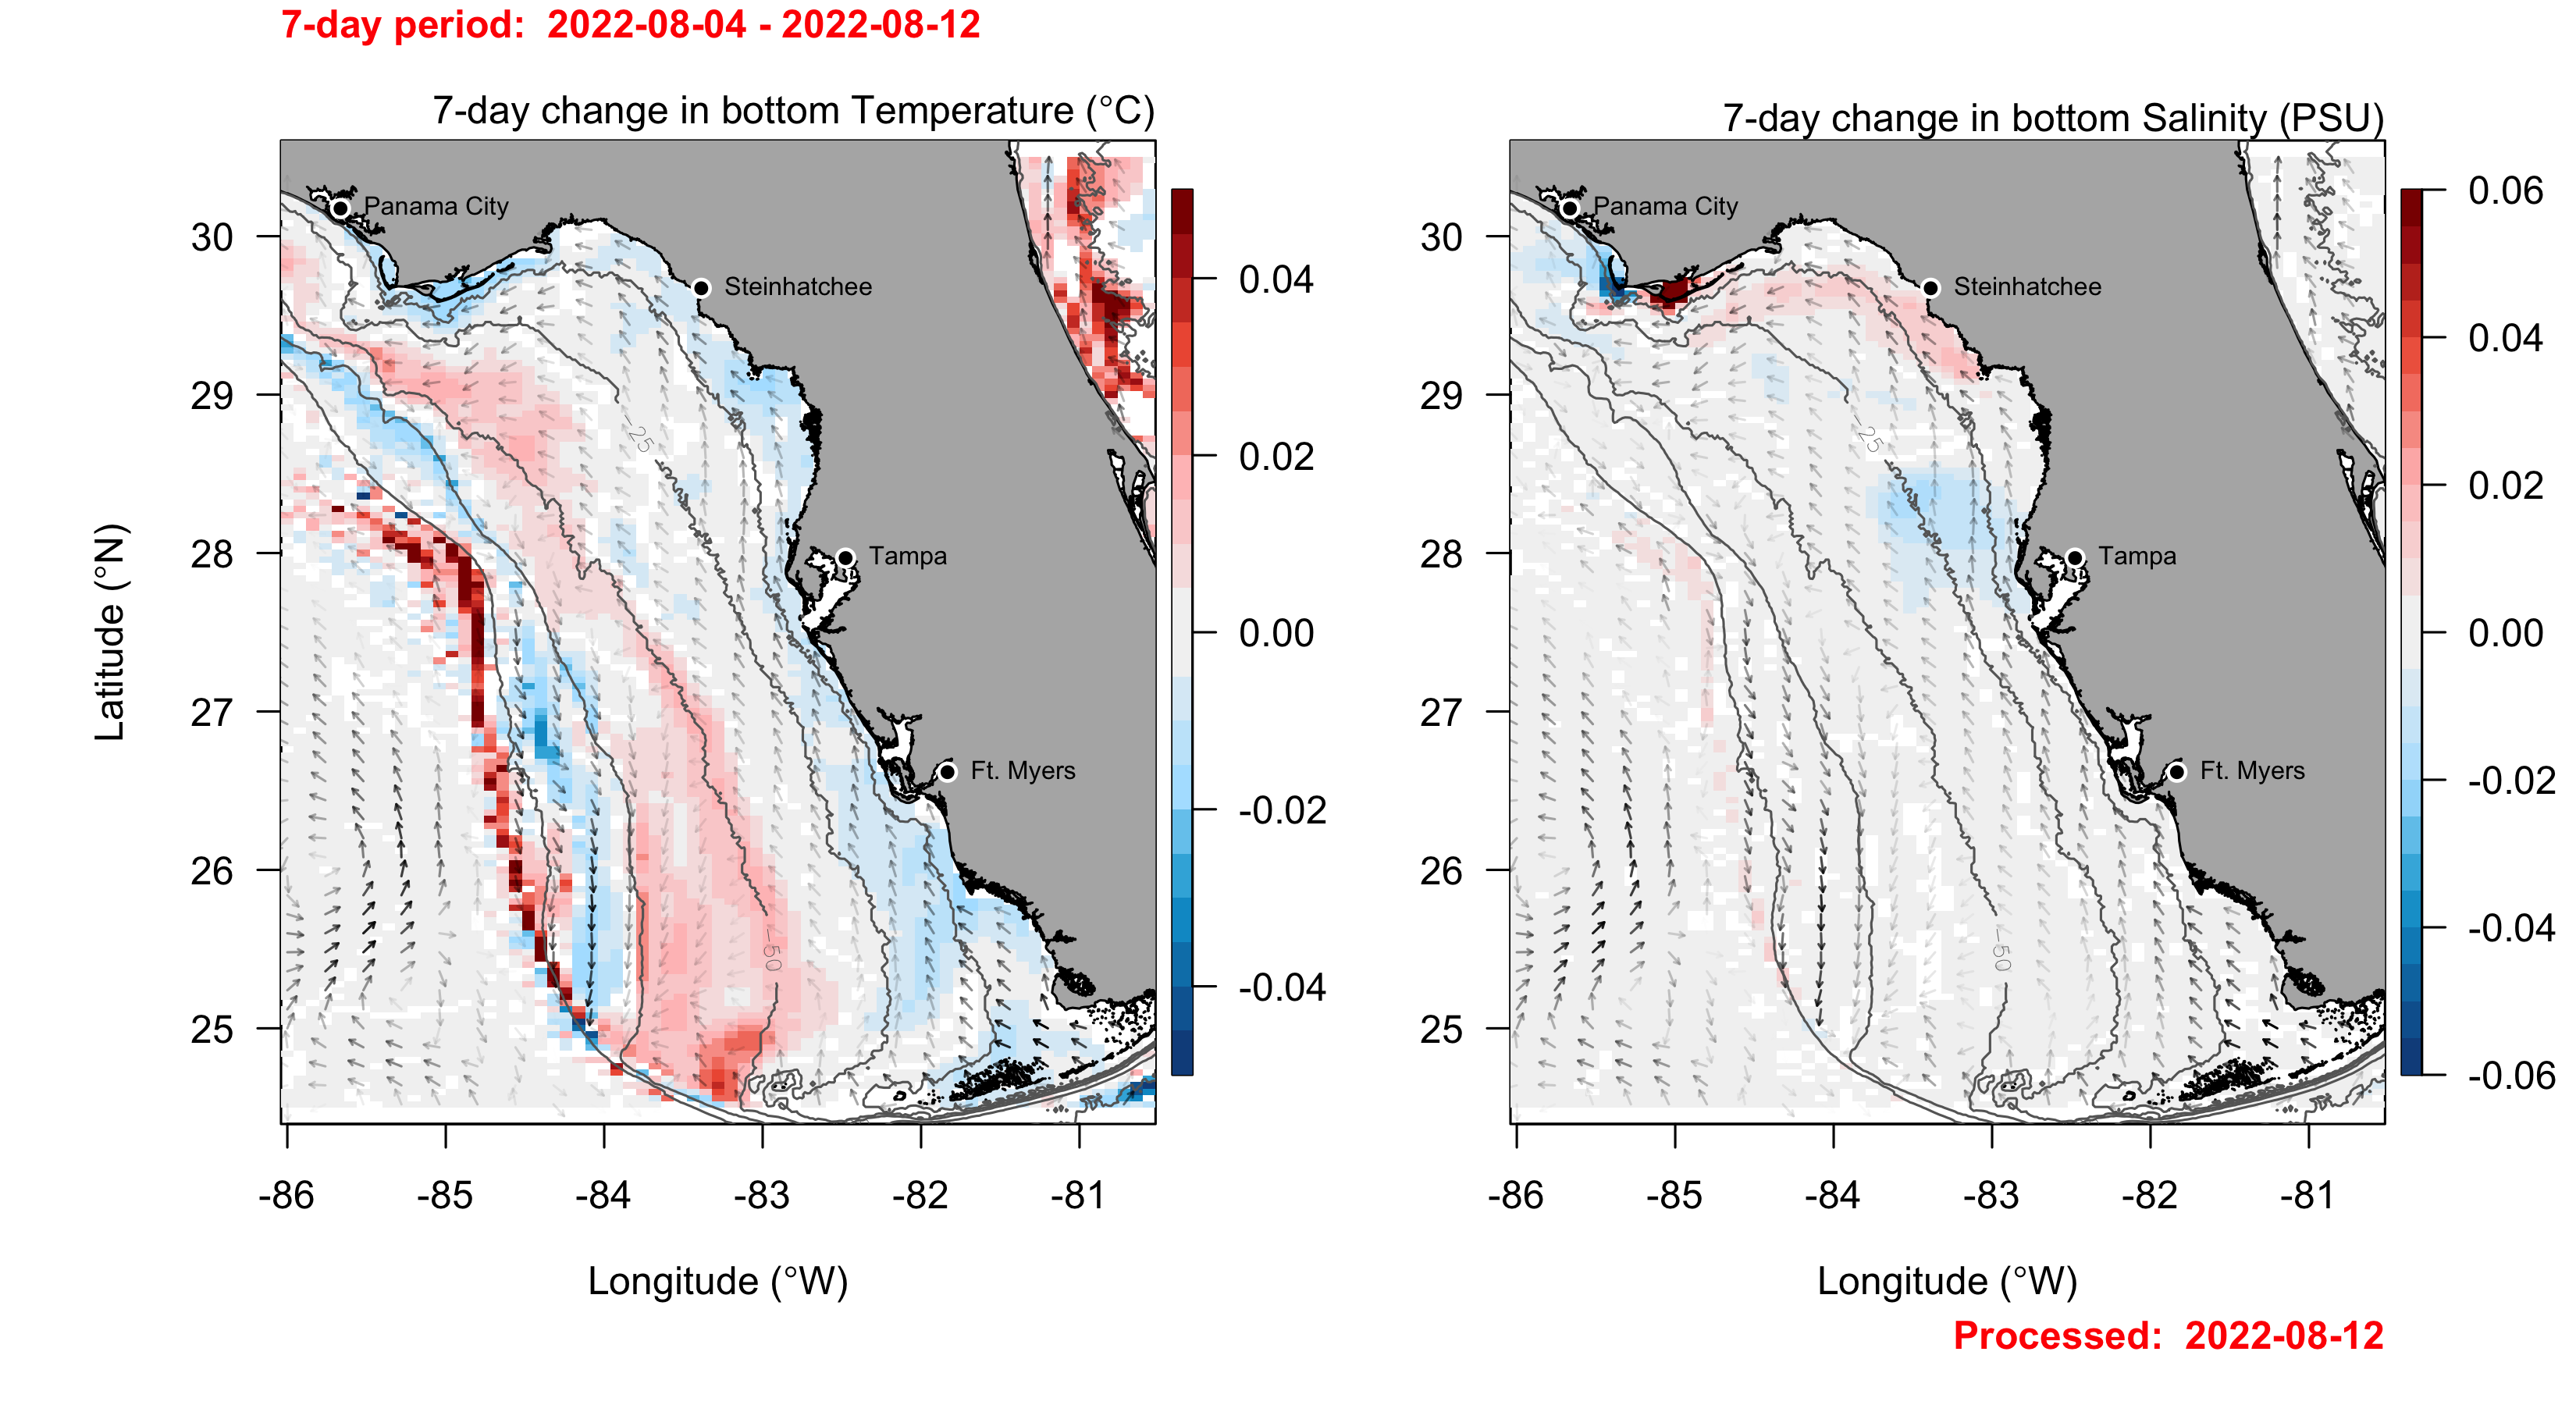 7-day period:  2022-08-04 - 2022-08-12
7-day change in bottom Temperature (°C)
7-day change in bottom Salinity (PSU)
Panama City
Steinhatchee
Tampa
Ft. Myers
-25
-50
30
29
28
27
26
25
Latitude (°N)
-86
-85
-84
-83
-82
-81
Longitude (°W)
0.04
0.02
0.00
-0.02
-0.04
Panama City
Steinhatchee
Tampa
Ft. Myers
-25
-50
30
29
28
27
26
25
-86
-85
-84
-83
-82
-81
Longitude (°W)
0.06
0.04
0.02
0.00
-0.02
-0.04
-0.06
Processed:  2022-08-12